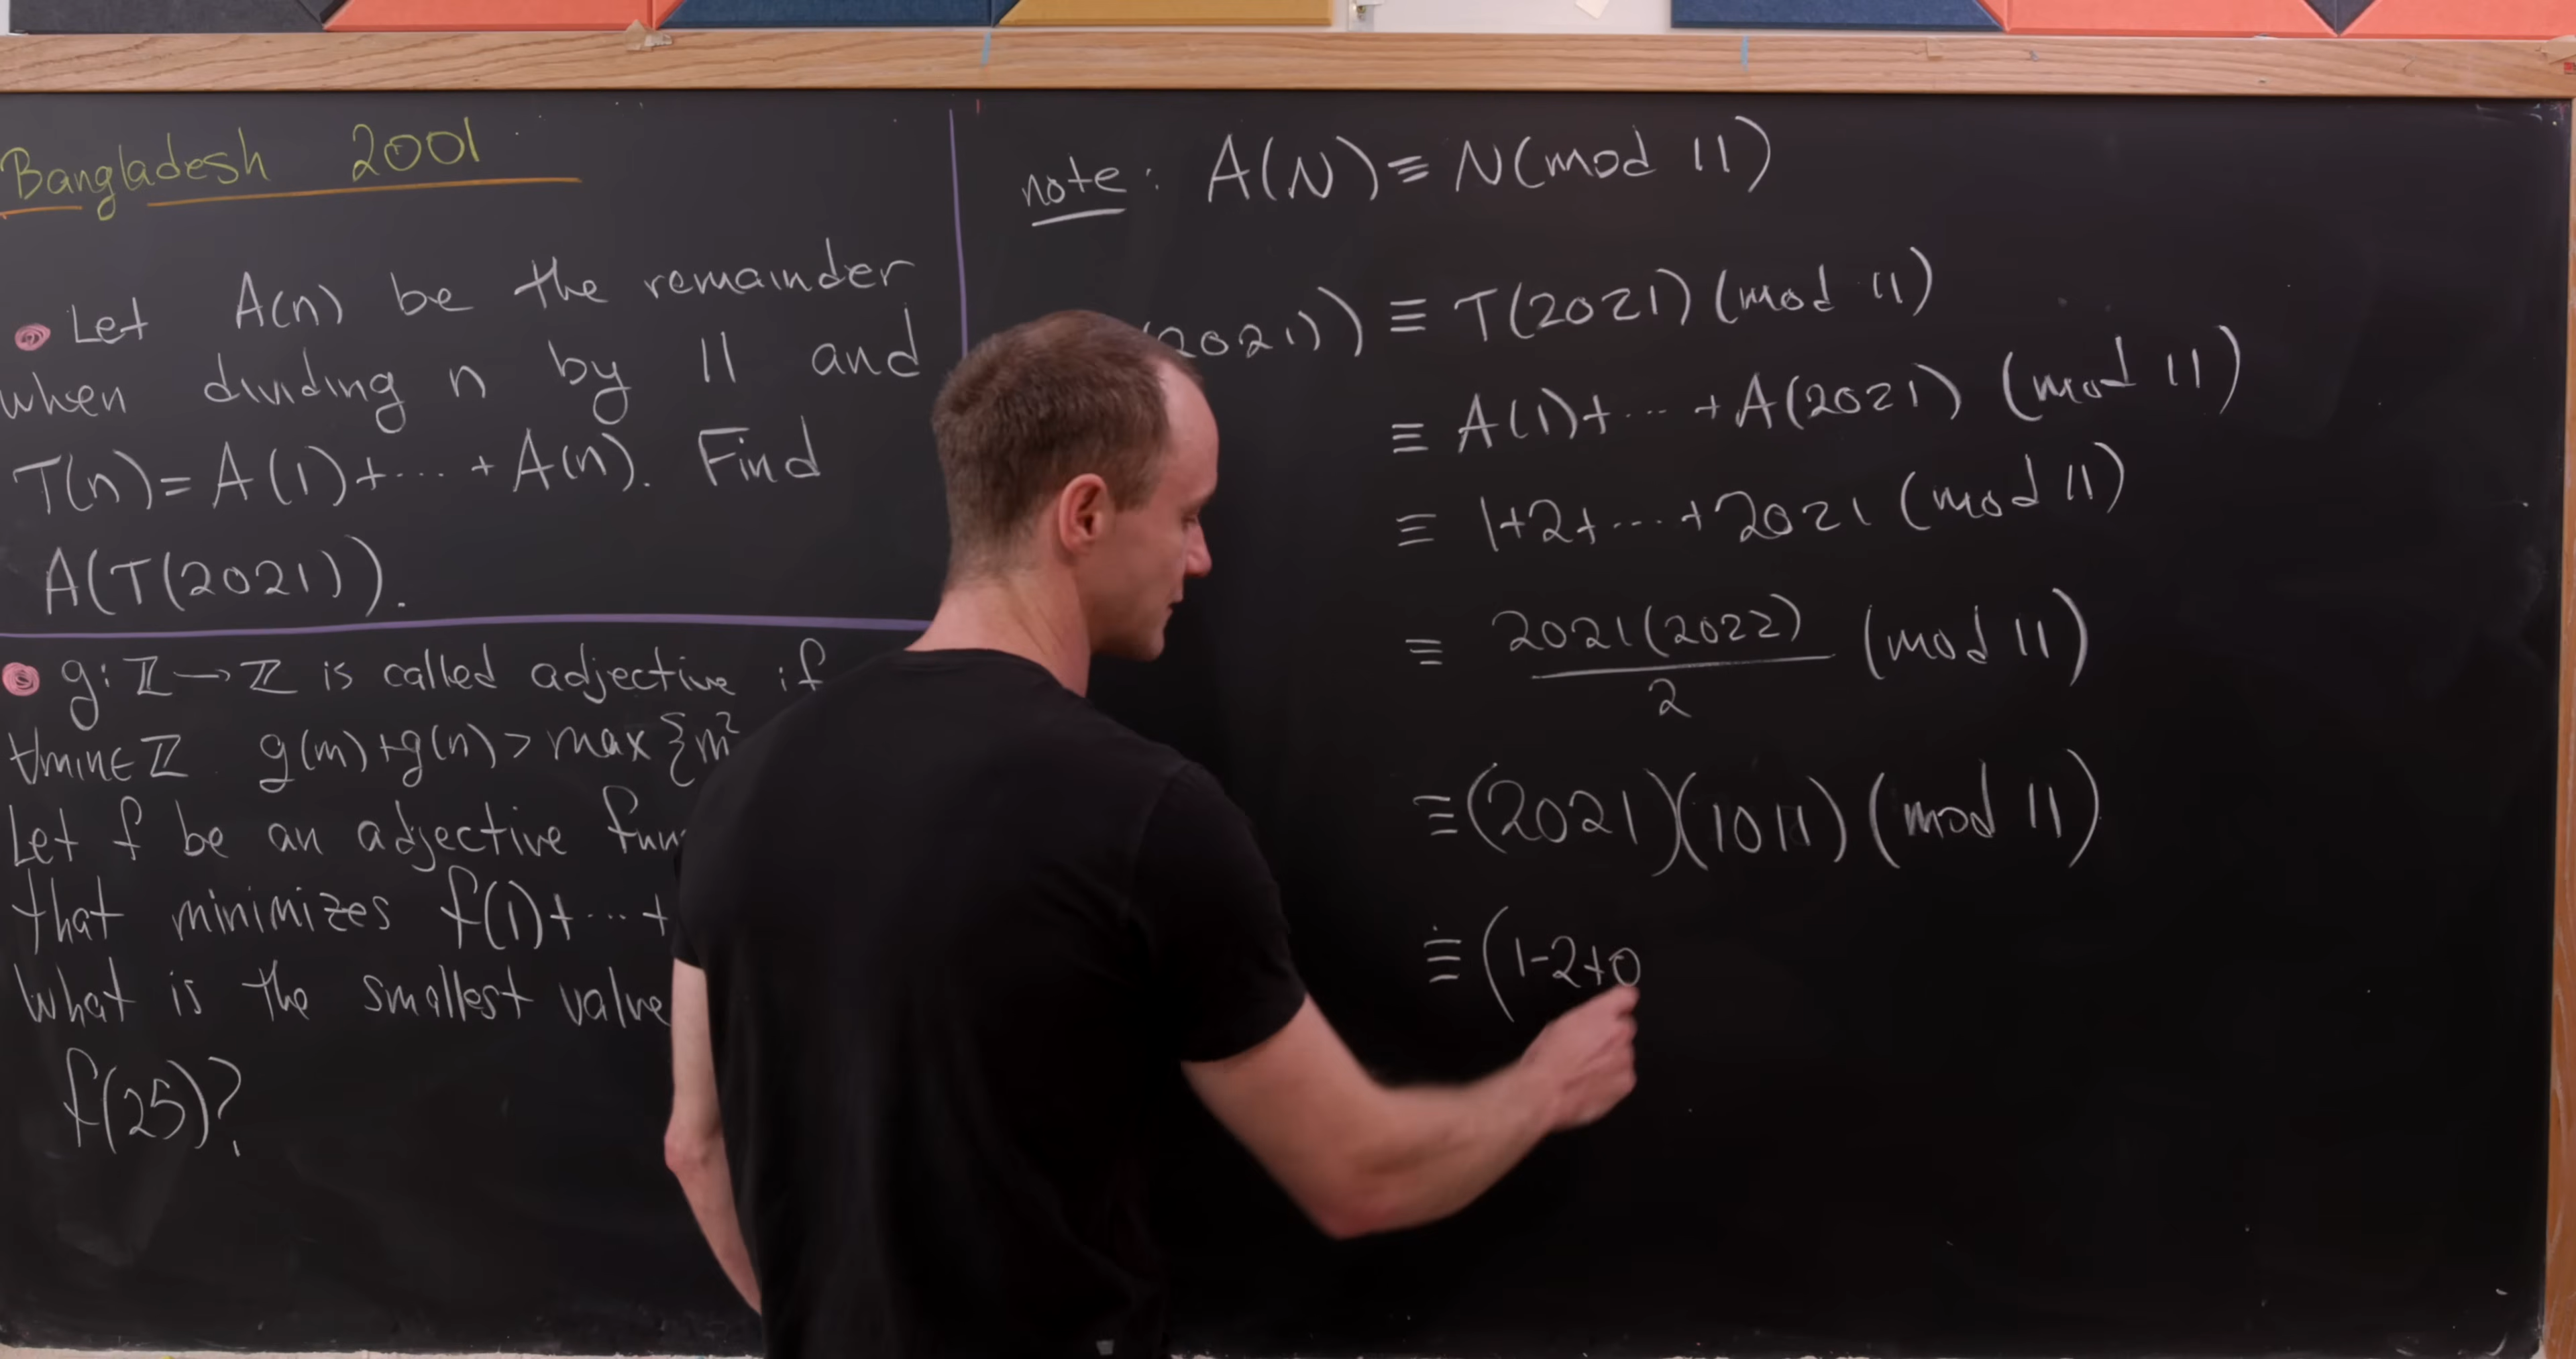 Bangladesh 2001
• Let A(n) be the remainder
when dividing n by 11 and
T(n)=A(1)+⋯+A(n). Find
A(T(2021)).
• g:ℤ→ℤ is called adjective if
∀m,n∈ℤ g(m)+g(n)>max{m²
Let f be an adjective
that minimizes f(1)+⋯+
What is the smallest value
f(25)?
note: A(N)≡N(mod 11)
(2021))≡T(2021)(mod 11)
≡A(1)+⋯+A(2021)(mod 11)
≡1+2+⋯+2021(mod 11)
≡2021(2022)/2 (mod 11)
≡(2021)(1011)(mod 11)
≡(1-2+0